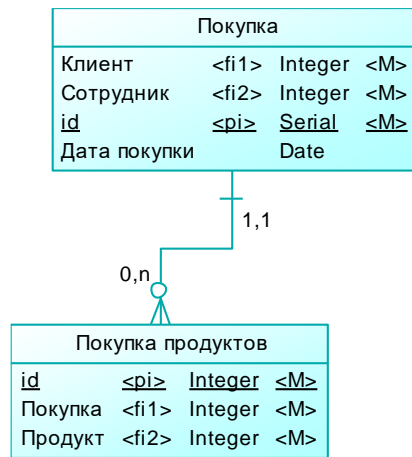 Покупка
Клиент <fi1> Integer <M>
Сотрудник <fi2> Integer <M>
id <pi> Serial <M>
Дата покупки Date
1,1
0,n
Покупка продуктов
id <pi> Integer <M>
Покупка <fi1> Integer <M>
Продукт <fi2> Integer <M>